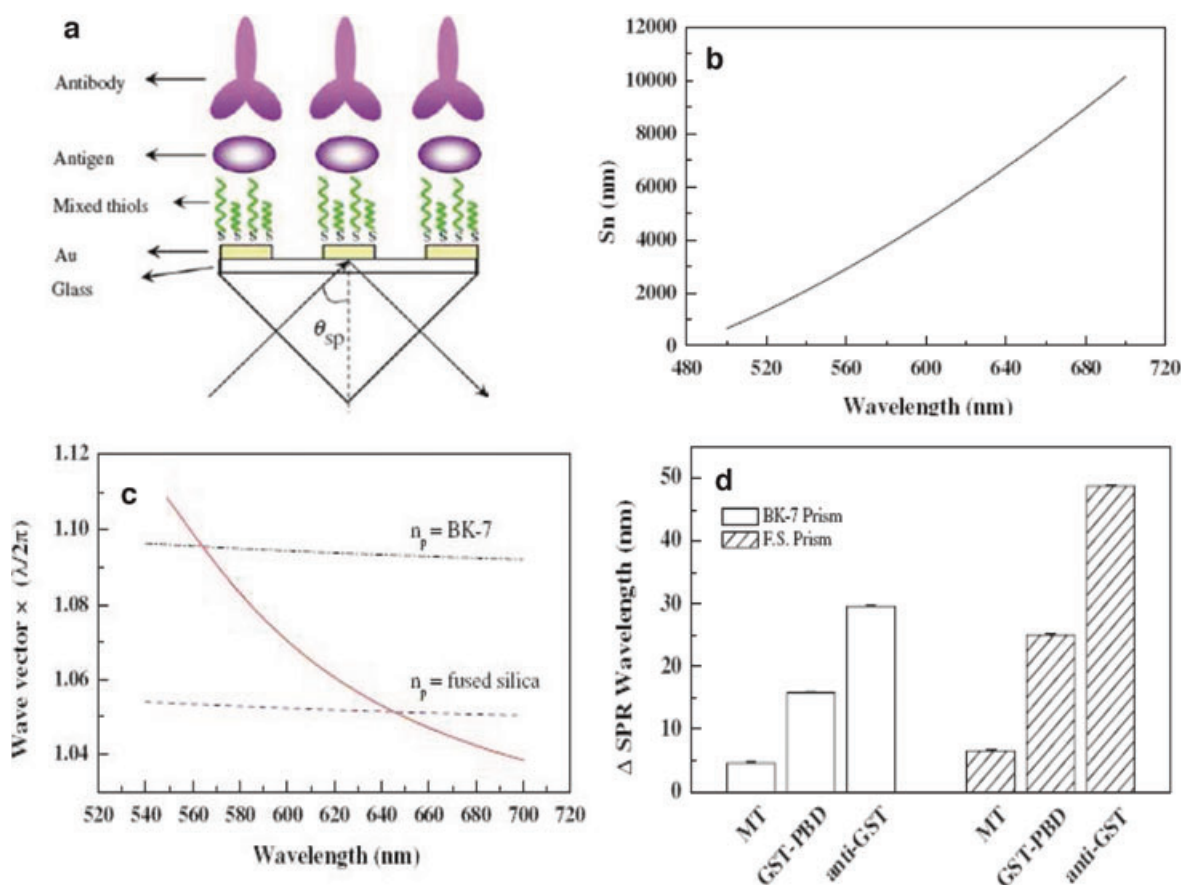 a
Antibody
Antigen
Mixed thiols
S S S S S S S S S S S S
Au
Glass
θsp
b
Sn (nm)
12000
10000
8000
6000
4000
2000
0
480 520 560 600 640 680 720
Wavelength (nm)
c
Wave vector × (λ/2π)
1.12
1.10
1.08
1.06
1.04
np = BK-7
np = fused silica
520 540 560 580 600 620 640 660 680 700 720
Wavelength (nm)
d
Δ SPR Wavelength (nm)
50
40
30
20
10
0
BK-7 Prism
F.S. Prism
MT GST-PBD anti-GST MT GST-PBD anti-GST